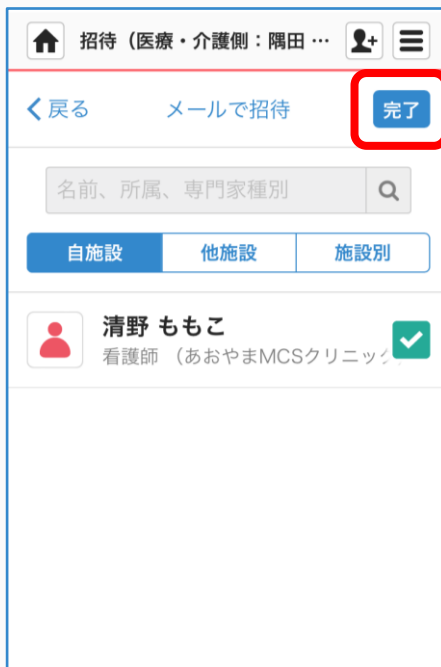 招待（医療・介護側：隅田 …
戻る メールで招待 完了
名前、所属、専門家種別
自施設 他施設 施設別
清野 ももこ
看護師 （あおやまMCSクリニック